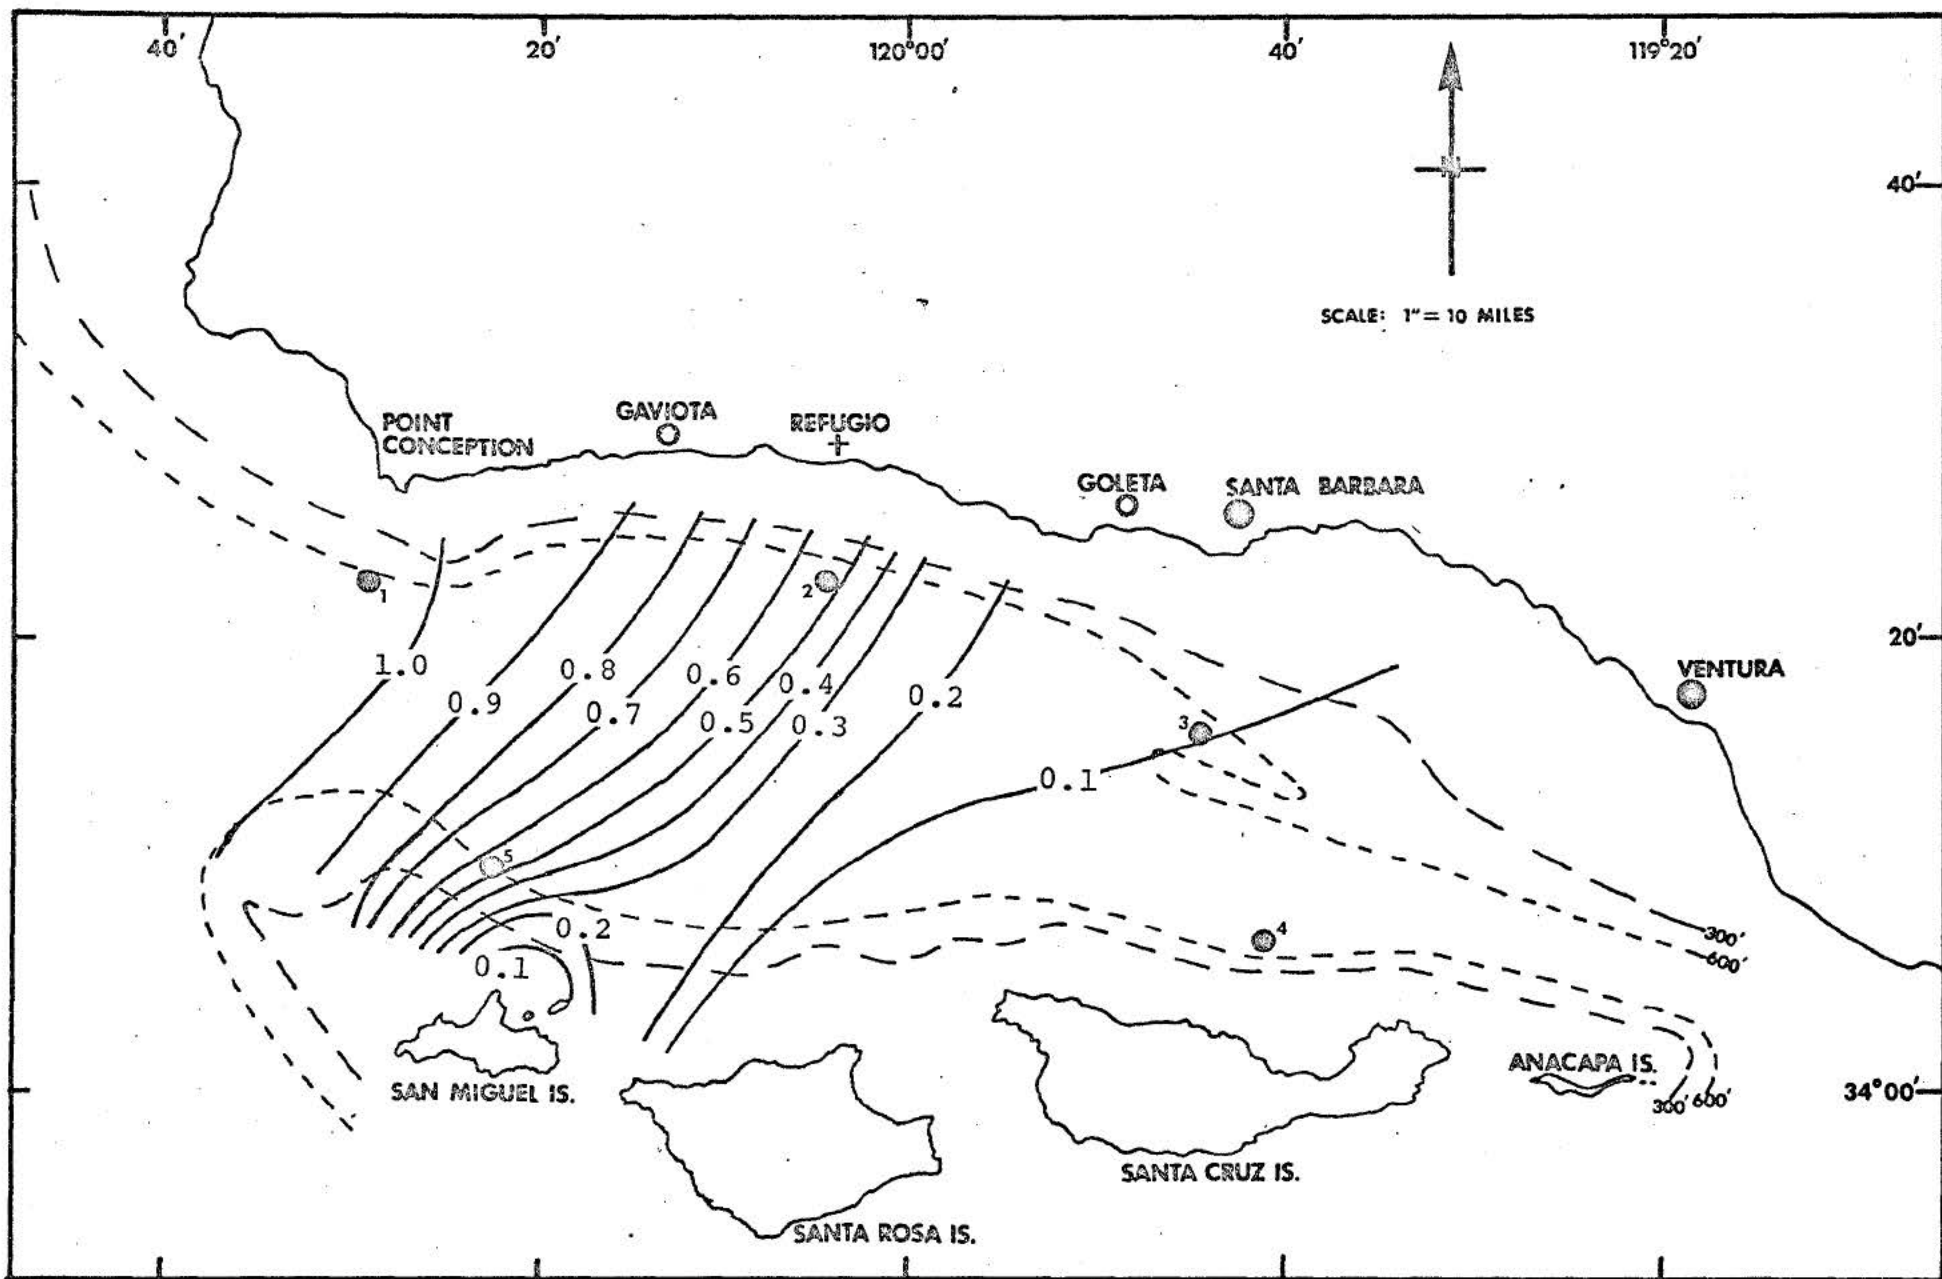 40' 20' 120°00' 40' 119°20'
40'
SCALE: 1"= 10 MILES
POINT
CONCEPTION
GAVIOTA
REFUGIO
GOLETA
SANTA BARBARA
1
2
20'
1.0
0.9
0.8
0.7
0.6
0.5
0.4
0.3
0.2
VENTURA
3
0.1
5
0.2
4
300'
600'
0.1
SAN MIGUEL IS.
ANACAPA IS.
34°00'
300' 600'
SANTA CRUZ IS.
SANTA ROSA IS.